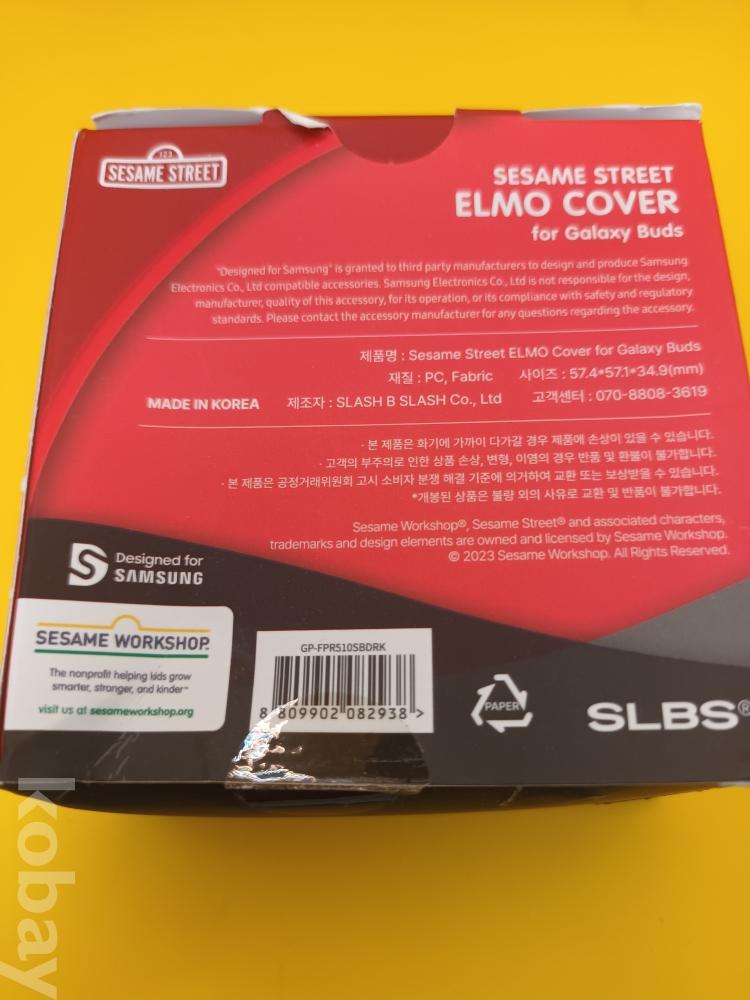 123
SESAME STREET
SESAME STREET
ELMO COVER
for Galaxy Buds
"Designed for Samsung" is granted to third party manufacturers to design and produce Samsung
Electronics Co., Ltd compatible accessories. Samsung Electronics Co., Ltd is not responsible for the design,
manufacturer, quality of this accessory, for its operation, or its compliance with safety and regulatory
standards. Please contact the accessory manufacturer for any questions regarding the accessory.
제품명 : Sesame Street ELMO Cover for Galaxy Buds
재질 : PC, Fabric 사이즈 : 57.4*57.1*34.9(mm)
MADE IN KOREA 제조자 : SLASH B SLASH Co., Ltd 고객센터 : 070-8808-3619
· 본 제품은 화기에 가까이 다가갈 경우 제품에 손상이 있을 수 있습니다.
· 고객의 부주의로 인한 상품 손상, 변형, 이염의 경우 반품 및 환불이 불가합니다.
· 본 제품은 공정거래위원회 고시 소비자 분쟁 해결 기준에 의거하여 교환 또는 보상받을 수 있습니다.
*개봉된 상품은 불량 외의 사유로 교환 및 반품이 불가합니다.
Sesame Workshop®, Sesame Street® and associated characters,
trademarks and design elements are owned and licensed by Sesame Workshop.
© 2023 Sesame Workshop. All Rights Reserved.
Designed for
SAMSUNG
SESAME WORKSHOP.
The nonprofit helping kids grow
smarter, stronger, and kinder™
visit us at sesameworkshop.org
GP-FPR510SBDRK
8 809902 082938 >
PAPER
SLBS®
kobay